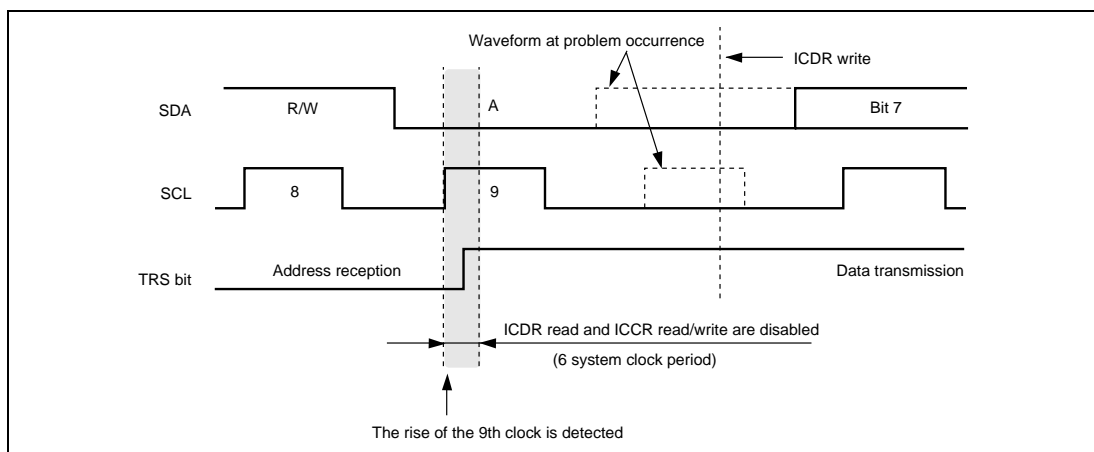 Waveform at problem occurrence
ICDR write
SDA
R/W
A
Bit 7
SCL
8
9
TRS bit
Address reception
Data transmission
ICDR read and ICCR read/write are disabled
(6 system clock period)
The rise of the 9th clock is detected